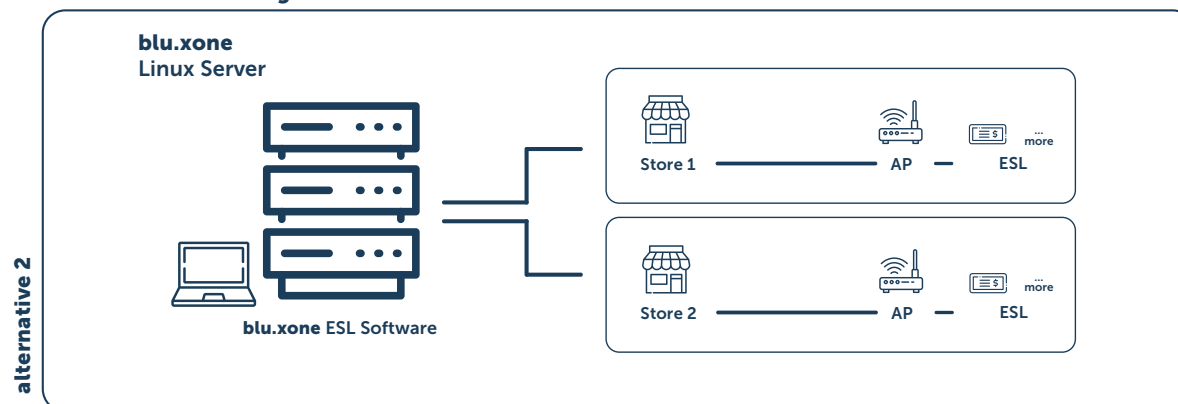 blu.xone
Linux Server
Store 1
AP
ESL
...
more
Store 2
AP
ESL
...
more
blu.xone ESL Software
alternative 2